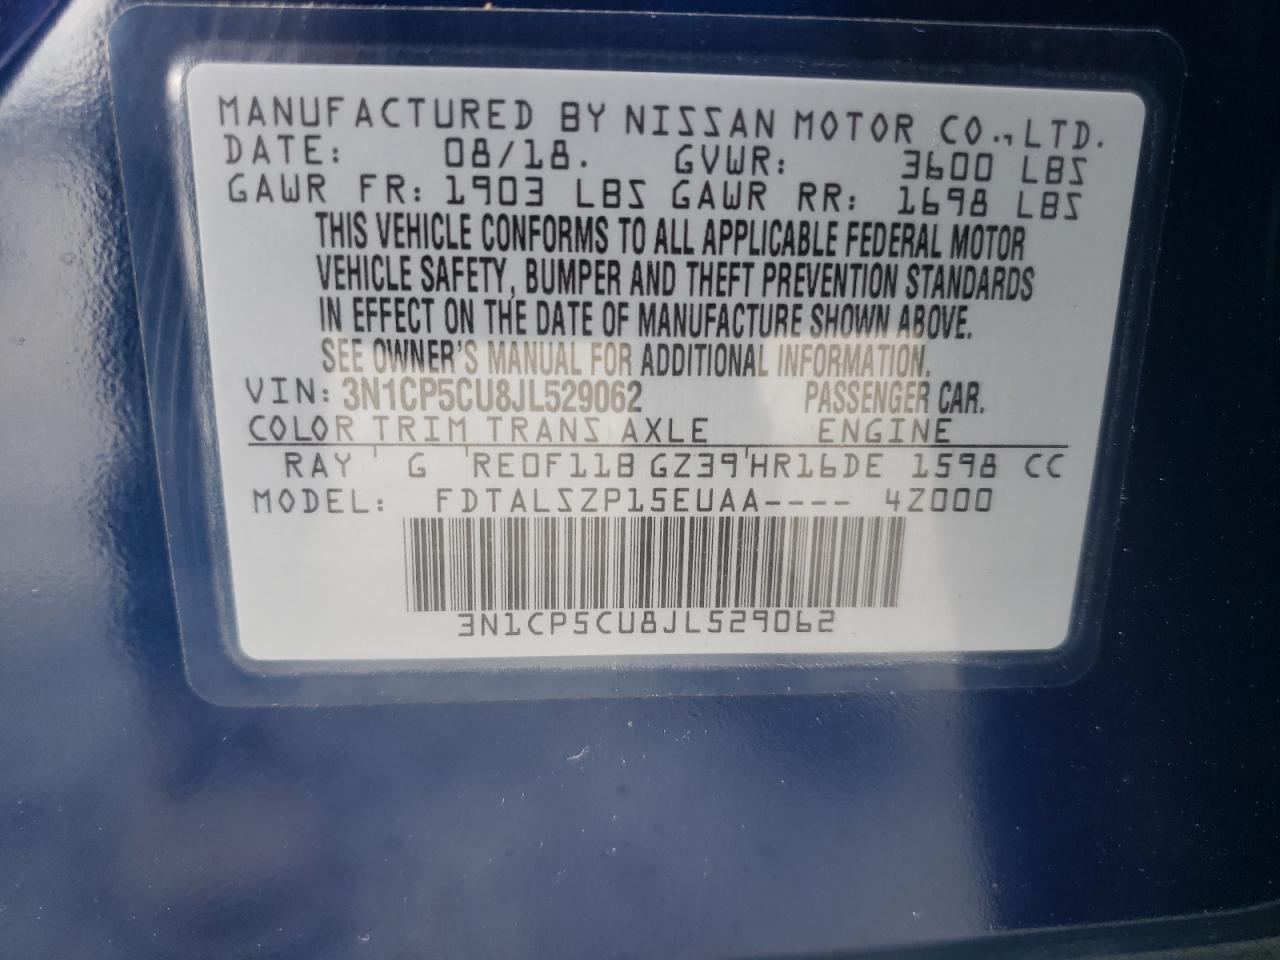 MANUFACTURED BY NISSAN MOTOR CO.,LTD.
DATE: 08/18. GVWR: 3600 LBS
GAWR FR: 1903 LBS GAWR RR: 1698 LBS
THIS VEHICLE CONFORMS TO ALL APPLICABLE FEDERAL MOTOR
VEHICLE SAFETY, BUMPER AND THEFT PREVENTION STANDARDS
IN EFFECT ON THE DATE OF MANUFACTURE SHOWN ABOVE.
SEE OWNER'S MANUAL FOR ADDITIONAL INFORMATION.
VIN: 3N1CP5CU8JL529062 PASSENGER CAR.
COLOR TRIM TRANS AXLE ENGINE
RAY ' G 'RE0F11B GZ39'HR16DE 1598 CC
MODEL: FDTALSZP15EUAA---- 4Z000
3N1CP5CU8JL529062